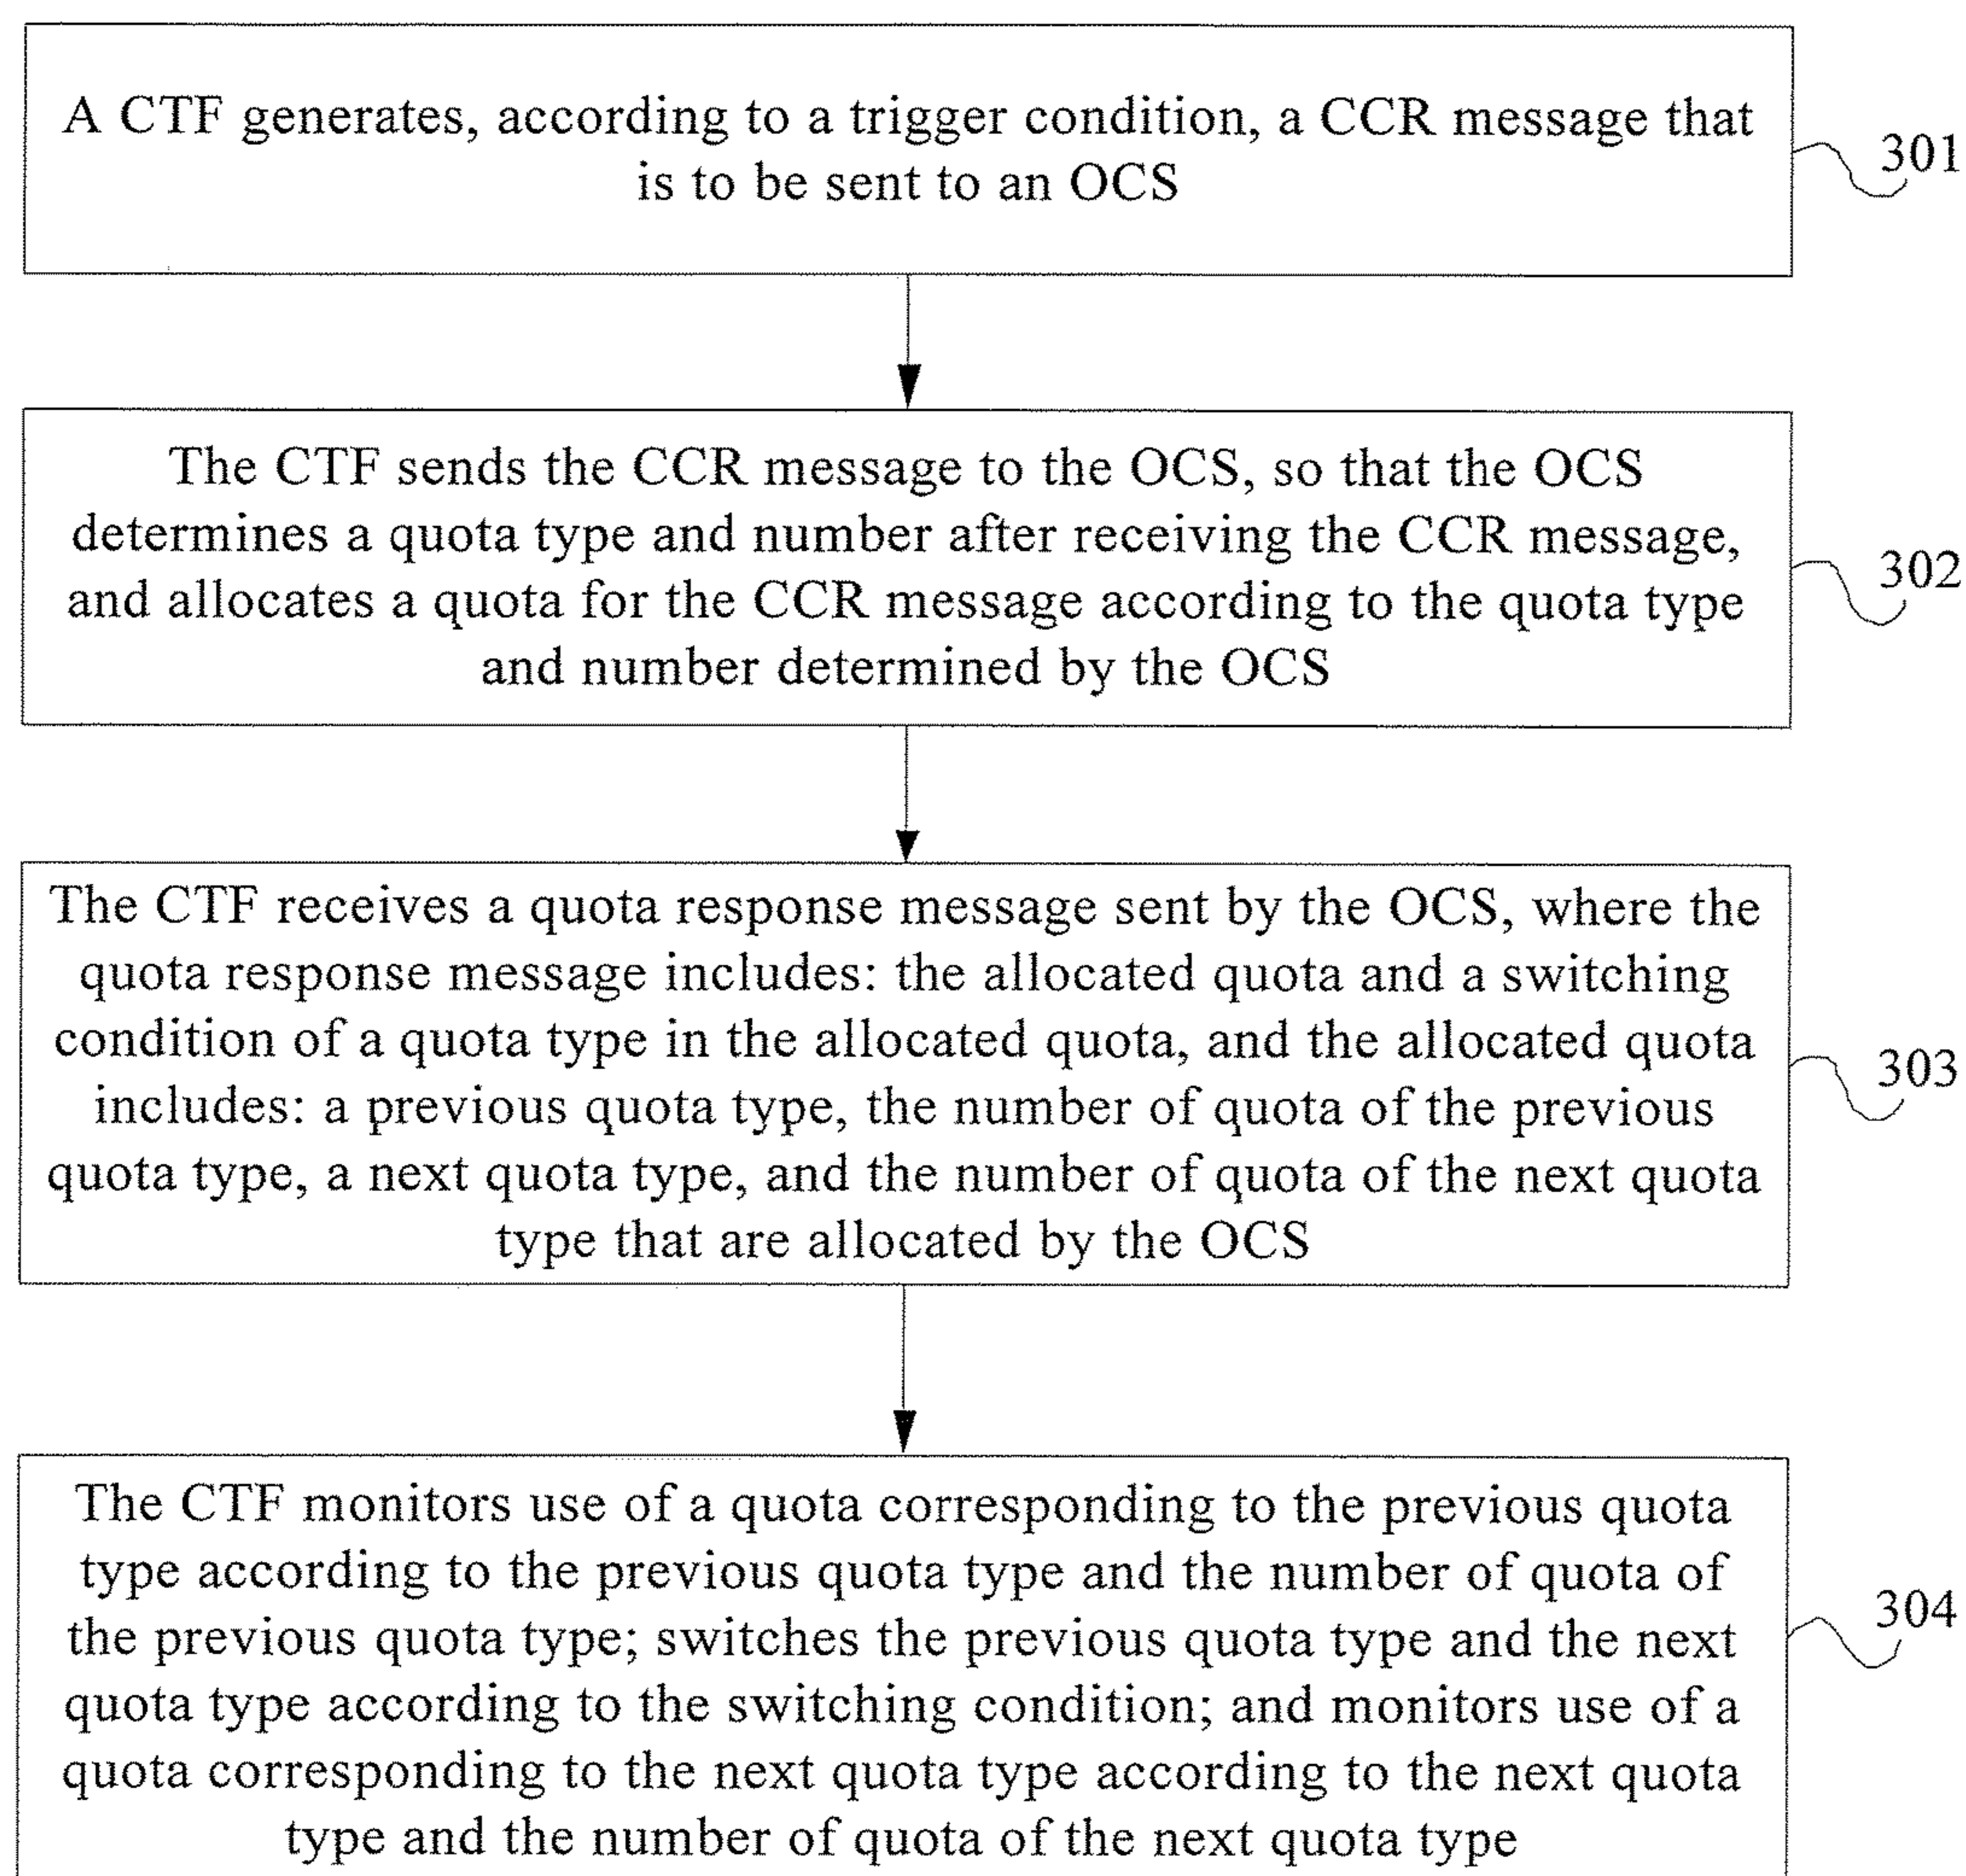 A CTF generates, according to a trigger condition, a CCR message that
is to be sent to an OCS
301
The CTF sends the CCR message to the OCS, so that the OCS
determines a quota type and number after receiving the CCR message,
and allocates a quota for the CCR message according to the quota type
and number determined by the OCS
302
The CTF receives a quota response message sent by the OCS, where the
quota response message includes: the allocated quota and a switching
condition of a quota type in the allocated quota, and the allocated quota
includes: a previous quota type, the number of quota of the previous
quota type, a next quota type, and the number of quota of the next quota
type that are allocated by the OCS
303
The CTF monitors use of a quota corresponding to the previous quota
type according to the previous quota type and the number of quota of
the previous quota type; switches the previous quota type and the next
quota type according to the switching condition; and monitors use of a
quota corresponding to the next quota type according to the next quota
type and the number of quota of the next quota type
304